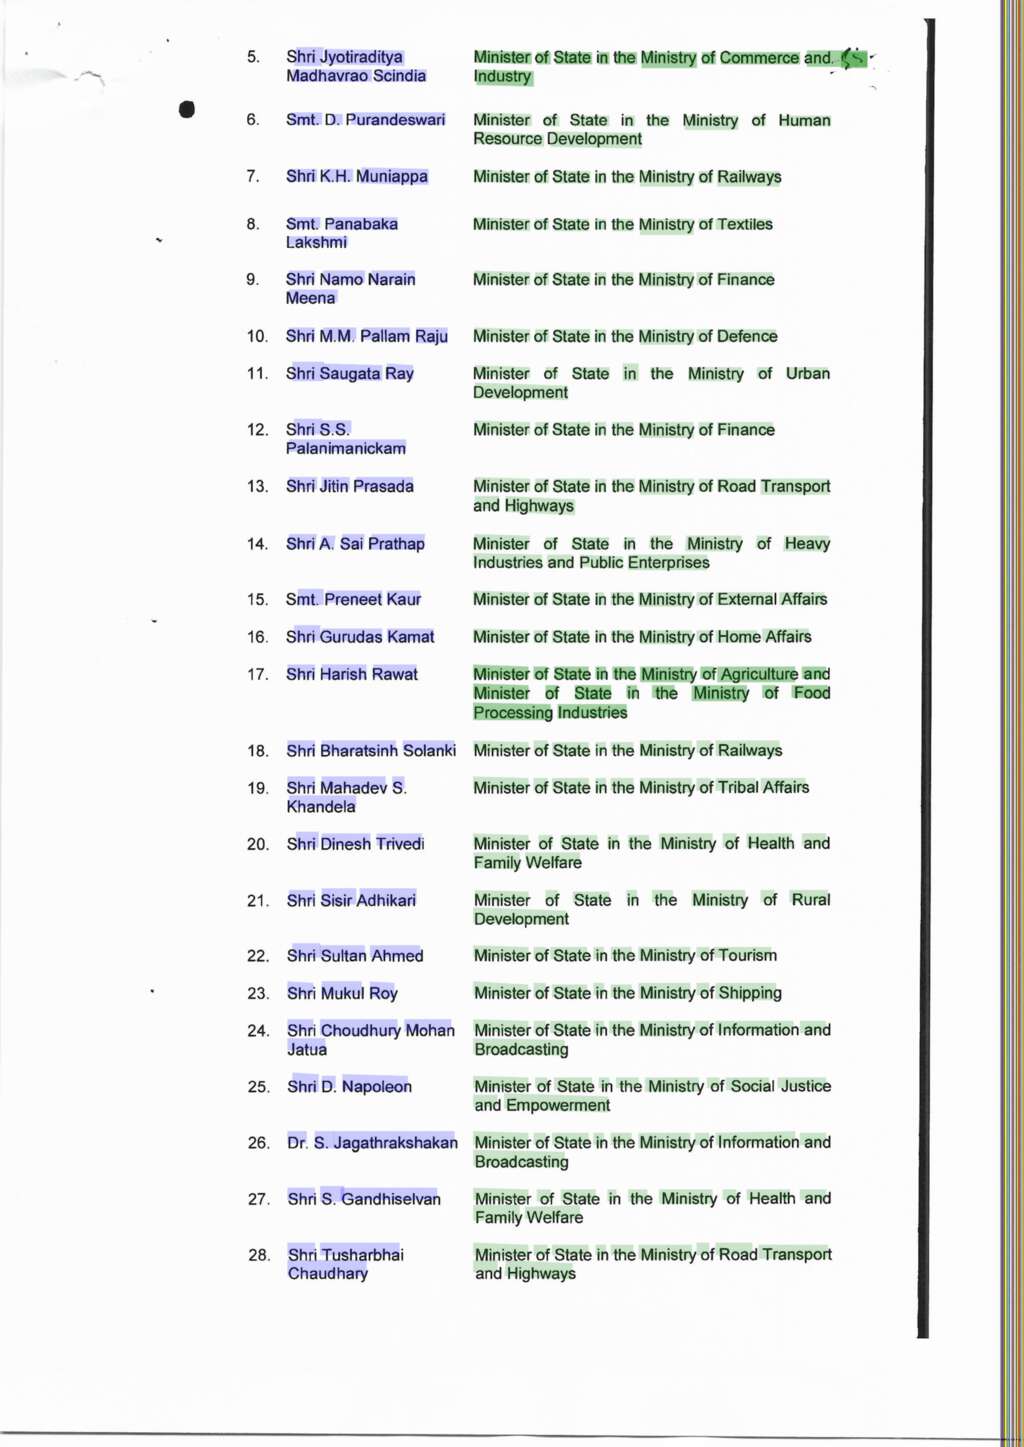 5. Shri Jyotiraditya Minister of State in the Ministry of Commerce and
Madhavrao Scindia Industry
6. Smt. D. Purandeswari Minister of State in the Ministry of Human
Resource Development
7. Shri K.H. Muniappa Minister of State in the Ministry of Railways
8. Smt. Panabaka Minister of State in the Ministry of Textiles
Lakshmi
9. Shri Namo Narain Minister of State in the Ministry of Finance
Meena
10. Shri M.M. Pallam Raju Minister of State in the Ministry of Defence
11. Shri Saugata Ray Minister of State in the Ministry of Urban
Development
12. Shri S.S. Minister of State in the Ministry of Finance
Palanimanickam
13. Shri Jitin Prasada Minister of State in the Ministry of Road Transport
and Highways
14. Shri A. Sai Prathap Minister of State in the Ministry of Heavy
Industries and Public Enterprises
15. Smt. Preneet Kaur Minister of State in the Ministry of External Affairs
16. Shri Gurudas Kamat Minister of State in the Ministry of Home Affairs
17. Shri Harish Rawat Minister of State in the Ministry of Agriculture and
Minister of State in the Ministry of Food
Processing Industries
18. Shri Bharatsinh Solanki Minister of State in the Ministry of Railways
19. Shri Mahadev S. Minister of State in the Ministry of Tribal Affairs
Khandela
20. Shri Dinesh Trivedi Minister of State in the Ministry of Health and
Family Welfare
21. Shri Sisir Adhikari Minister of State in the Ministry of Rural
Development
22. Shri Sultan Ahmed Minister of State in the Ministry of Tourism
23. Shri Mukul Roy Minister of State in the Ministry of Shipping
24. Shri Choudhury Mohan Minister of State in the Ministry of Information and
Jatua Broadcasting
25. Shri D. Napoleon Minister of State in the Ministry of Social Justice
and Empowerment
26. Dr. S. Jagathrakshakan Minister of State in the Ministry of Information and
Broadcasting
27. Shri S. Gandhiselvan Minister of State in the Ministry of Health and
Family Welfare
28. Shri Tusharbhai Minister of State in the Ministry of Road Transport
Chaudhary and Highways